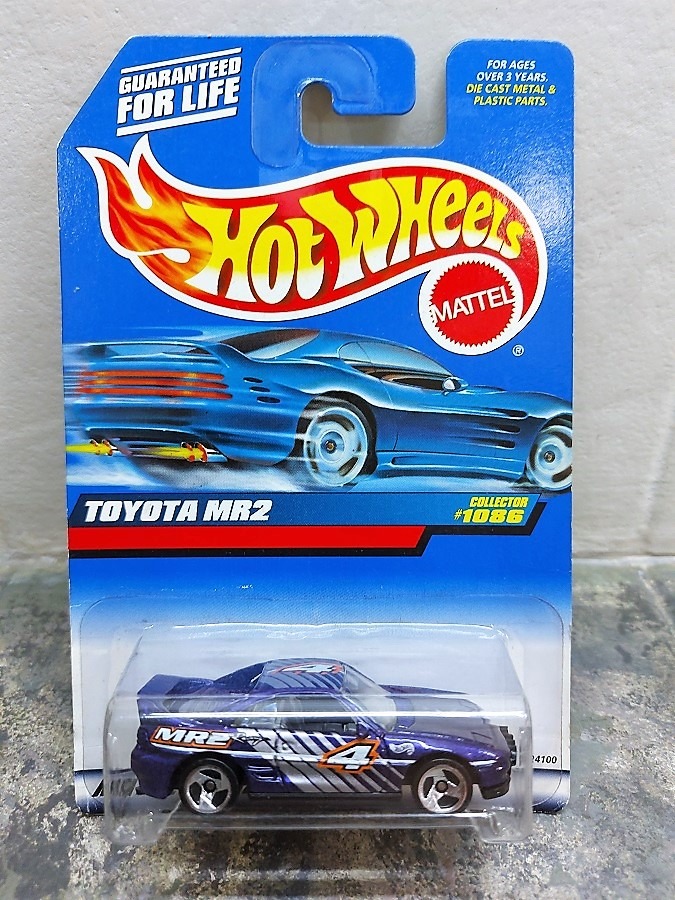 GUARANTEED
FOR LIFE
FOR AGES
OVER 3 YEARS.
DIE CAST METAL &
PLASTIC PARTS.
HOT WHEELS
MATTEL
®
TOYOTA MR2
COLLECTOR
#1086
4
MR2
4
24100